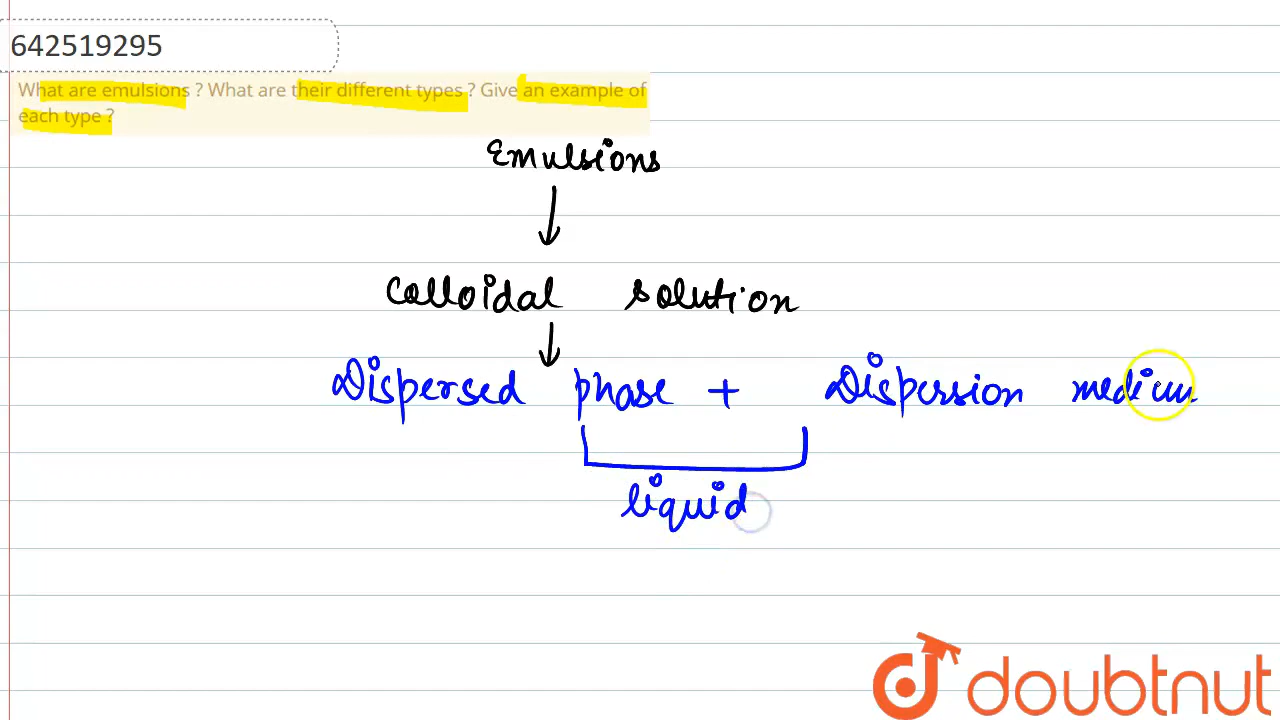 642519295
What are emulsions ? What are their different types ? Give an example of
each type ?
Emulsions
Colloidal solution
Dispersed phase + Dispersion medium
liquid
doubtnut